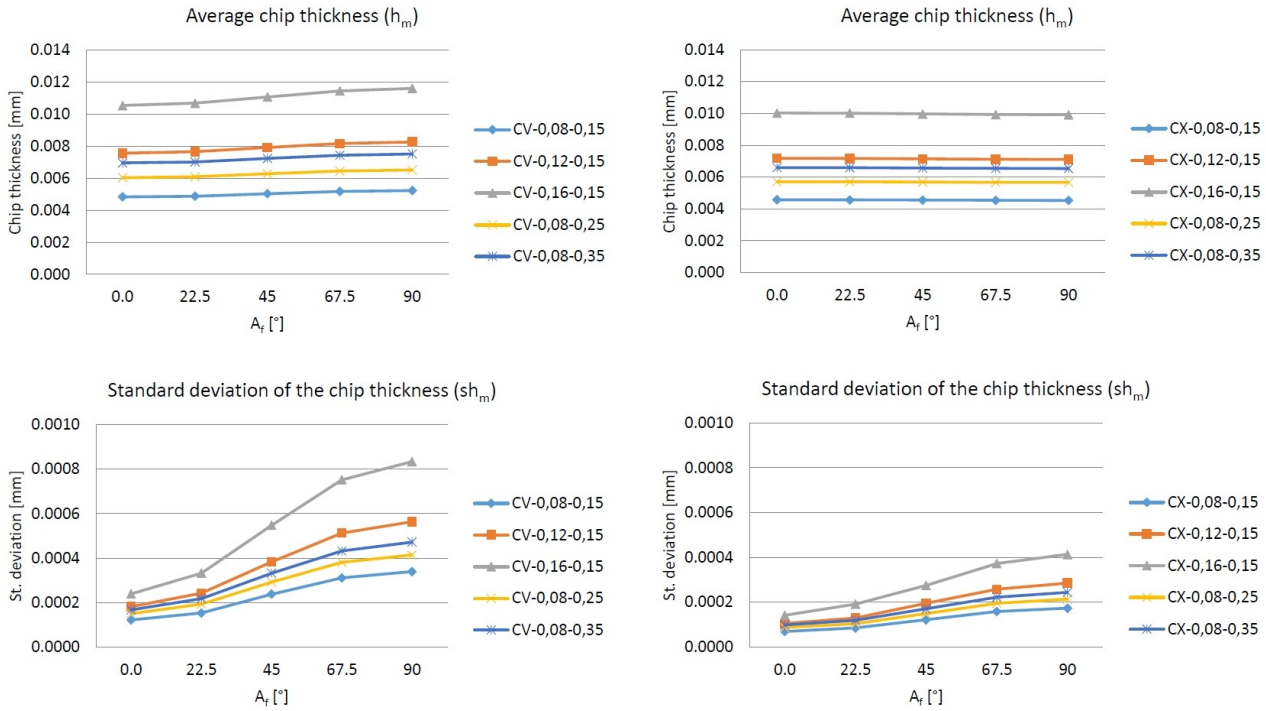 Average chip thickness (hm)
Chip thickness [mm]
0.014
0.012
0.010
0.008
0.006
0.004
0.002
0.000
0.0 22.5 45 67.5 90
Af [°]
CV-0,08-0,15
CV-0,12-0,15
CV-0,16-0,15
CV-0,08-0,25
CV-0,08-0,35
Average chip thickness (hm)
Chip thickness [mm]
0.014
0.012
0.010
0.008
0.006
0.004
0.002
0.000
0.0 22.5 45 67.5 90
Af [°]
CX-0,08-0,15
CX-0,12-0,15
CX-0,16-0,15
CX-0,08-0,25
CX-0,08-0,35
Standard deviation of the chip thickness (shm)
St. deviation [mm]
0.0010
0.0008
0.0006
0.0004
0.0002
0.0000
0.0 22.5 45 67.5 90
Af [°]
CV-0,08-0,15
CV-0,12-0,15
CV-0,16-0,15
CV-0,08-0,25
CV-0,08-0,35
Standard deviation of the chip thickness (shm)
St. deviation [mm]
0.0010
0.0008
0.0006
0.0004
0.0002
0.0000
0.0 22.5 45 67.5 90
Af [°]
CX-0,08-0,15
CX-0,12-0,15
CX-0,16-0,15
CX-0,08-0,25
CX-0,08-0,35